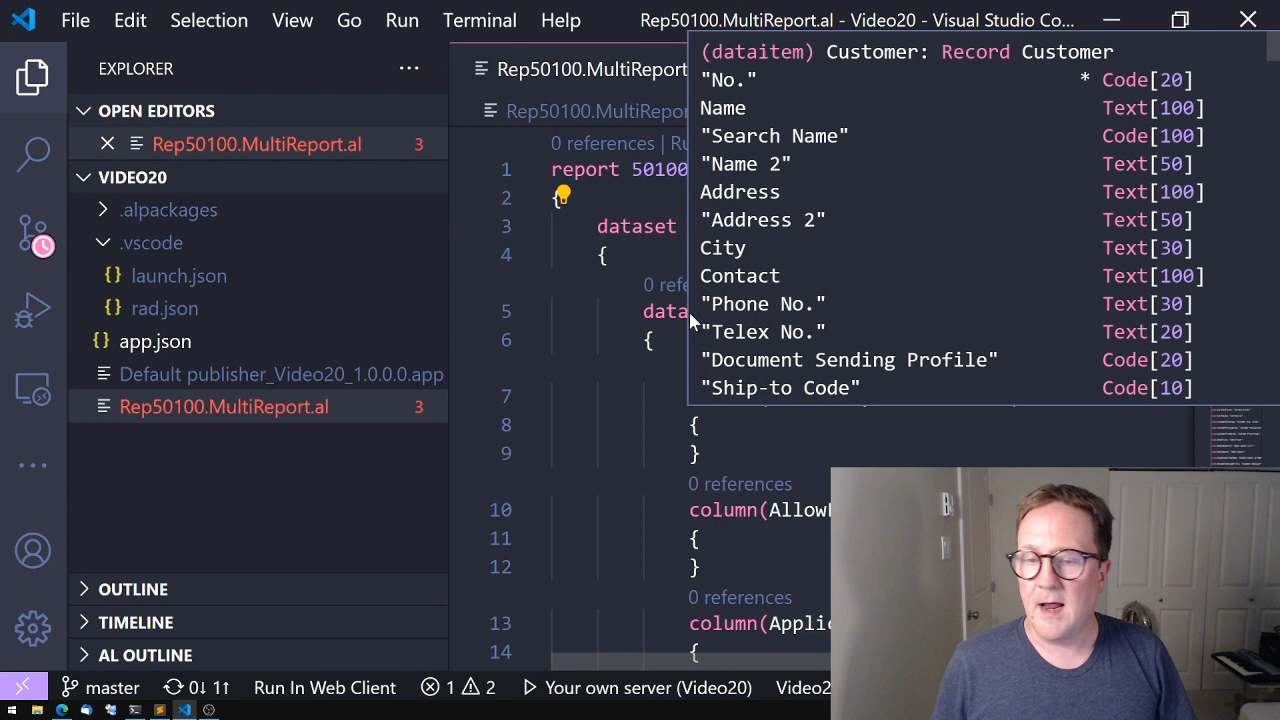 File Edit Selection View Go Run Terminal Help Rep50100.MultiReport.al - Video20 - Visual Studio Co...
EXPLORER
OPEN EDITORS
Rep50100.MultiReport.al 3
VIDEO20
.alpackages
.vscode
{} launch.json
{} rad.json
{} app.json
Default publisher_Video20_1.0.0.0.app
Rep50100.MultiReport.al 3
OUTLINE
TIMELINE
AL OUTLINE
Rep50100.MultiReport
Rep50100.MultiRepor
0 references | Ru
1 report 50100
2 {
3 dataset
4 {
0 refe
5 data
6 {
7
8 {
9 }
0 references
10 column(Allow
11 {
12 }
0 references
13 column(Applic
14 {
(dataitem) Customer: Record Customer
"No." * Code[20]
Name Text[100]
"Search Name" Code[100]
"Name 2" Text[50]
Address Text[100]
"Address 2" Text[50]
City Text[30]
Contact Text[100]
"Phone No." Text[30]
"Telex No." Text[20]
"Document Sending Profile" Code[20]
"Ship-to Code" Code[10]
master 0↓ 1↑ Run In Web Client 1 2 Your own server (Video20) Video2